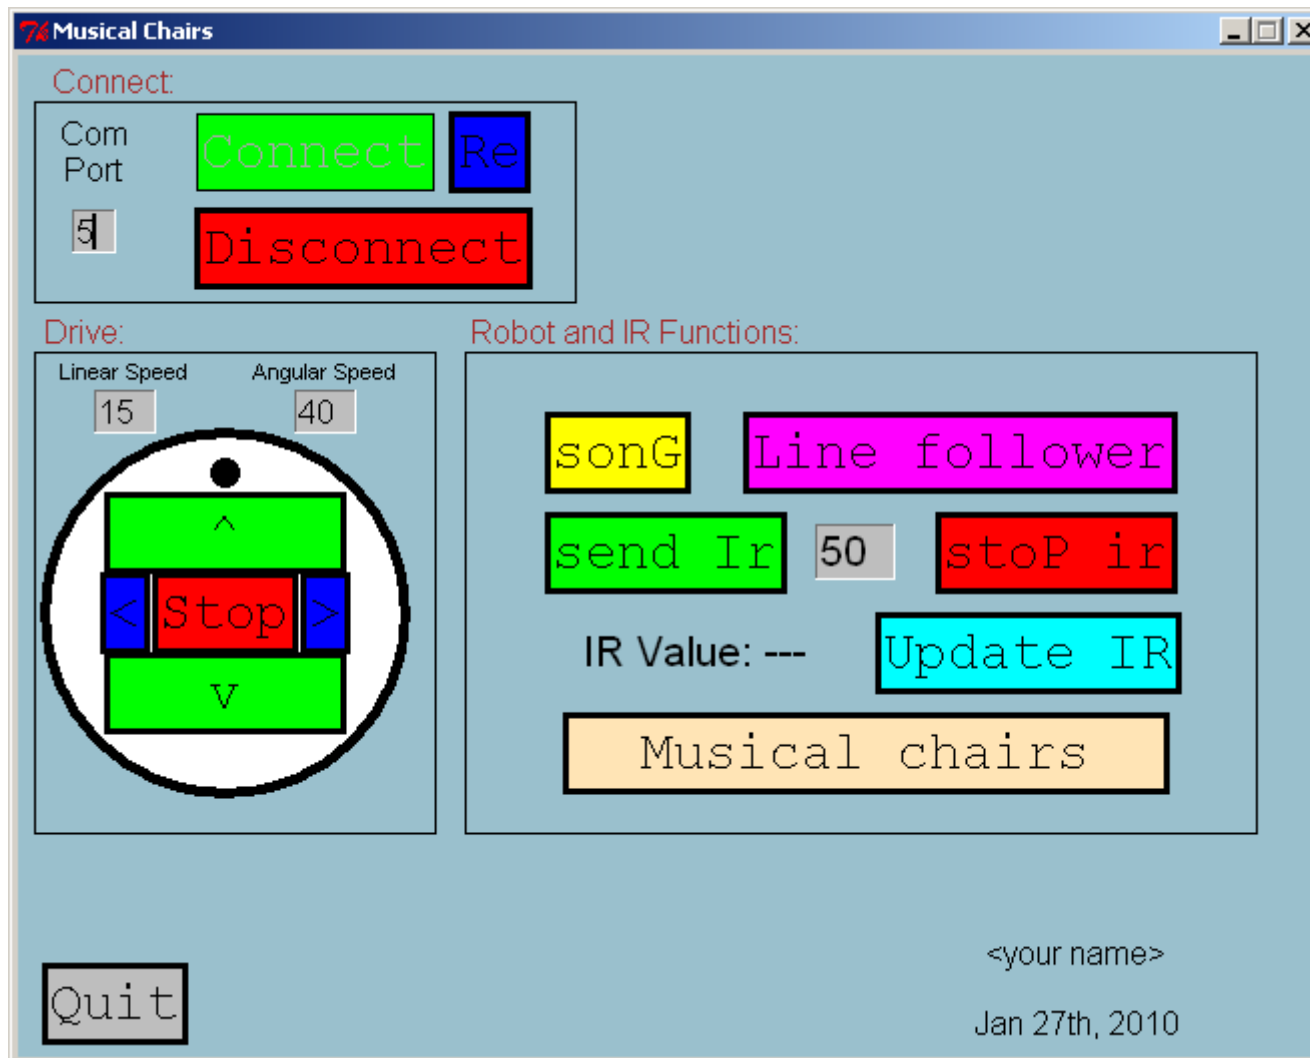 Musical Chairs
Connect:
Com
Port
Connect
Re
5
Disconnect
Drive:
Linear Speed
Angular Speed
15
40
^
<
Stop
>
v
Robot and IR Functions:
sonG
Line follower
send Ir
50
stoP ir
IR Value: ---
Update IR
Musical chairs
<your name>
Quit
Jan 27th, 2010